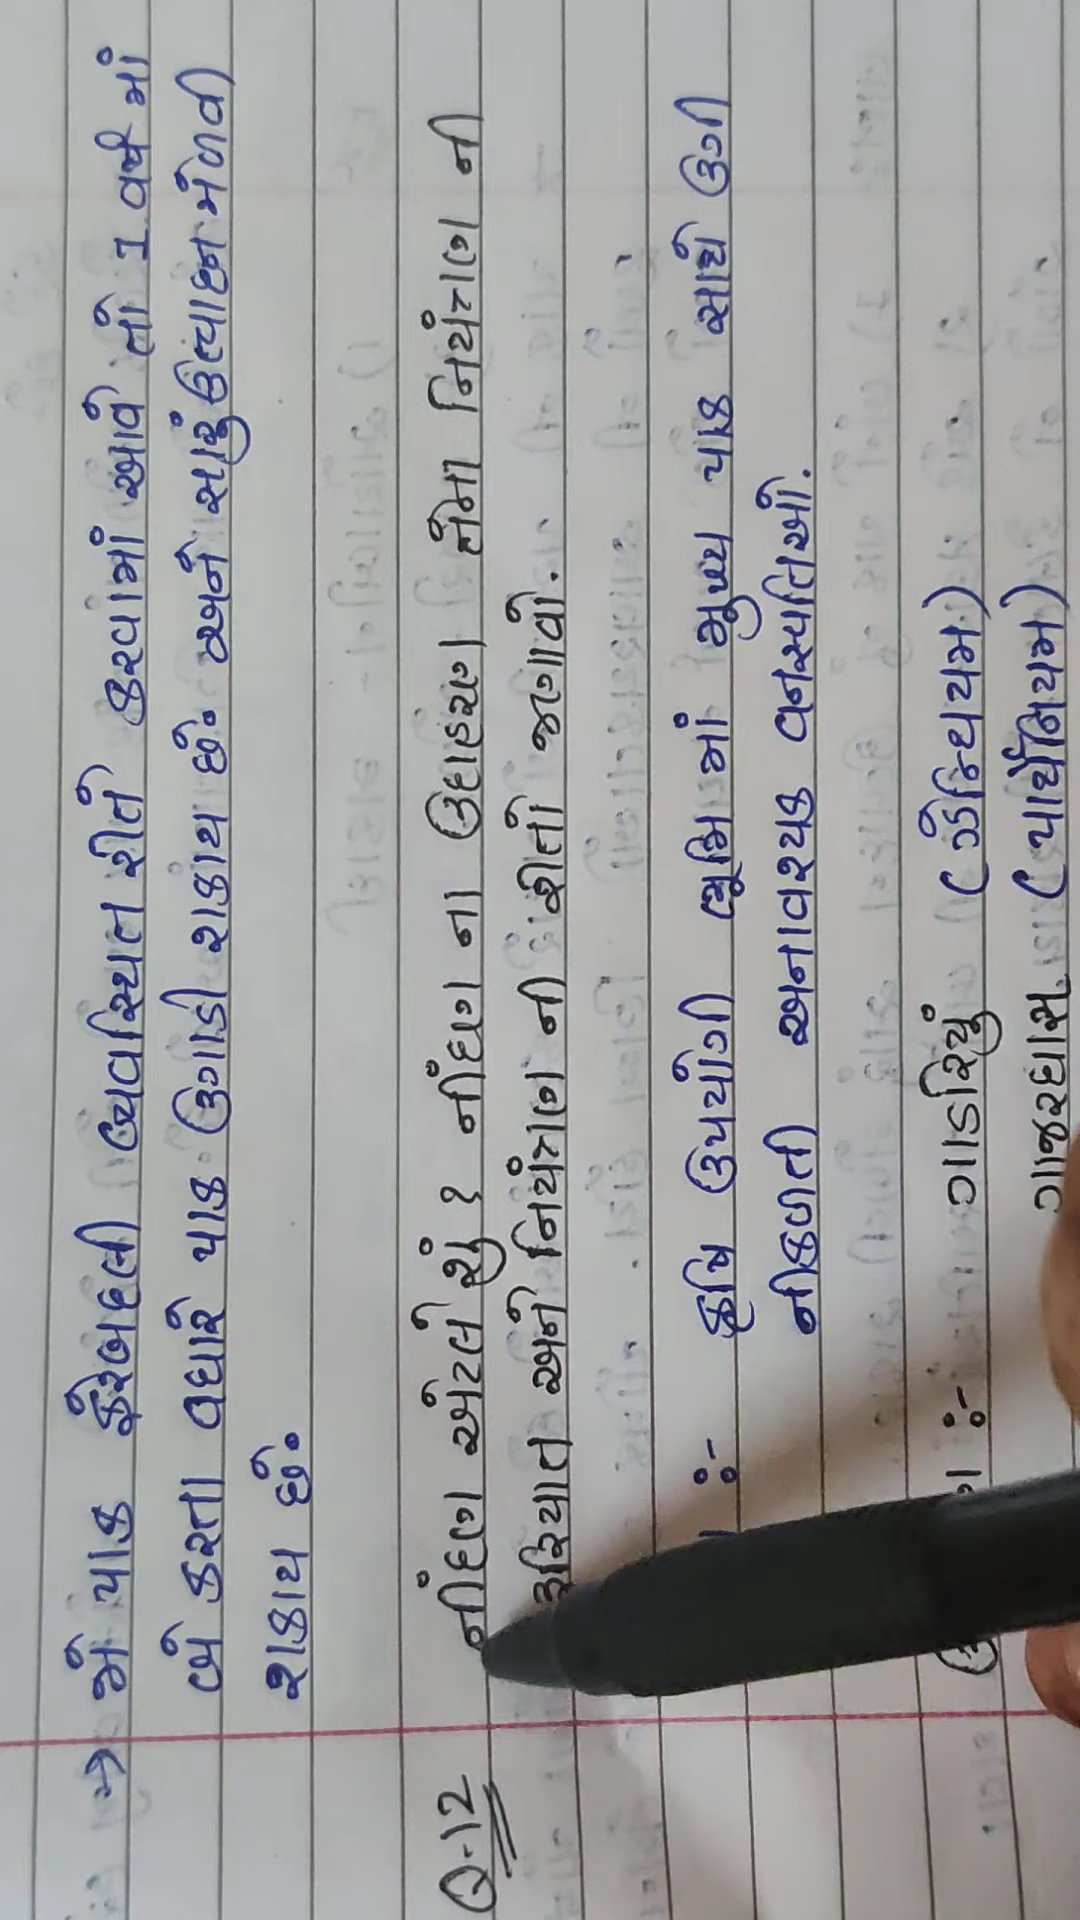 → જો પાક ફેરબદલી વ્યવસ્થિત રીતે કરવામાં આવે તો 1 વર્ષ માં
બે કરતા વધારે પાક ઉગાડી શકાય છે. અને સારું ઉત્પાદન મેળવી
શકાય છે.
Q-12 નીંદણ એટલે શું? નીંદણ ના ઉદાહરણ તેમા નિયંત્રણ ની
જરૂરિયાત અને નિયંત્રણ ની રીતો જણાવો.
:- કૃષિ ઉપયોગી ભૂમિ માં મુખ્ય પાક સાથે ઉગી
નીકળતી અનાવશ્યક વનસ્પતિઓ.
:- ગાડરિયું (ઝેન્થિયમ)
ગાજરઘાસ (પાર્થેનિયમ)